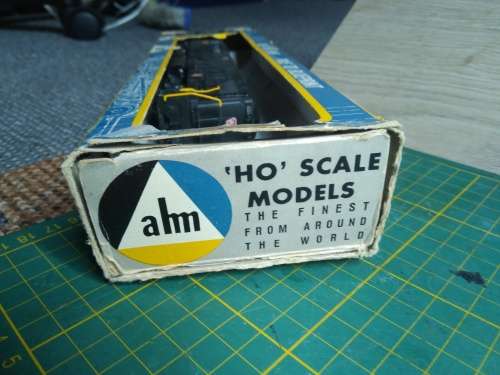 ahm
'HO' SCALE
MODELS
THE FINEST
FROM AROUND
THE WORLD